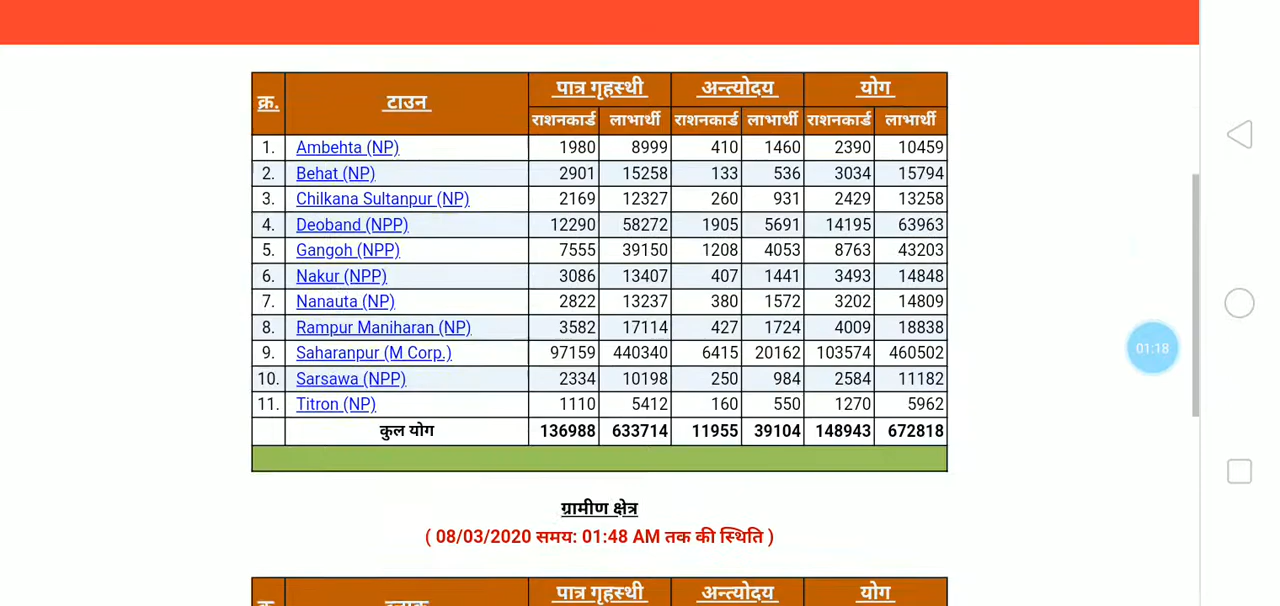 क्र. टाउन पात्र गृहस्थी अन्त्योदय योग
राशनकार्ड लाभार्थी राशनकार्ड लाभार्थी राशनकार्ड लाभार्थी
1. Ambehta (NP) 1980 8999 410 1460 2390 10459
2. Behat (NP) 2901 15258 133 536 3034 15794
3. Chilkana Sultanpur (NP) 2169 12327 260 931 2429 13258
4. Deoband (NPP) 12290 58272 1905 5691 14195 63963
5. Gangoh (NPP) 7555 39150 1208 4053 8763 43203
6. Nakur (NPP) 3086 13407 407 1441 3493 14848
7. Nanauta (NP) 2822 13237 380 1572 3202 14809
8. Rampur Maniharan (NP) 3582 17114 427 1724 4009 18838
9. Saharanpur (M Corp.) 97159 440340 6415 20162 103574 460502
10. Sarsawa (NPP) 2334 10198 250 984 2584 11182
11. Titron (NP) 1110 5412 160 550 1270 5962
कुल योग 136988 633714 11955 39104 148943 672818
ग्रामीण क्षेत्र
( 08/03/2020 समय: 01:48 AM तक की स्थिति )
पात्र गृहस्थी अन्त्योदय योग
01:18